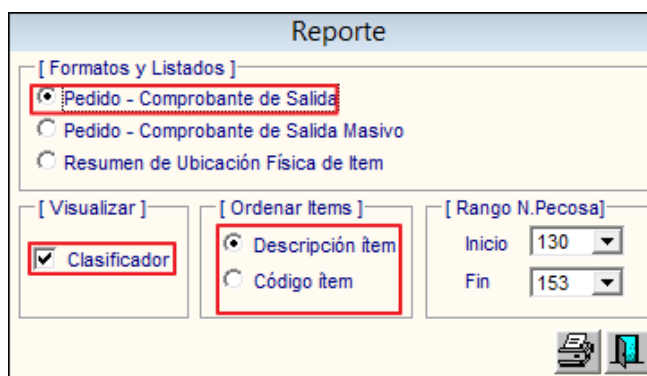 Reporte
[ Formatos y Listados ]
Pedido - Comprobante de Salida
Pedido - Comprobante de Salida Masivo
Resumen de Ubicación Física de Item
[ Visualizar ]
Clasificador
[ Ordenar Items ]
Descripción ítem
Código ítem
[ Rango N.Pecosa]
Inicio 130
Fin 153